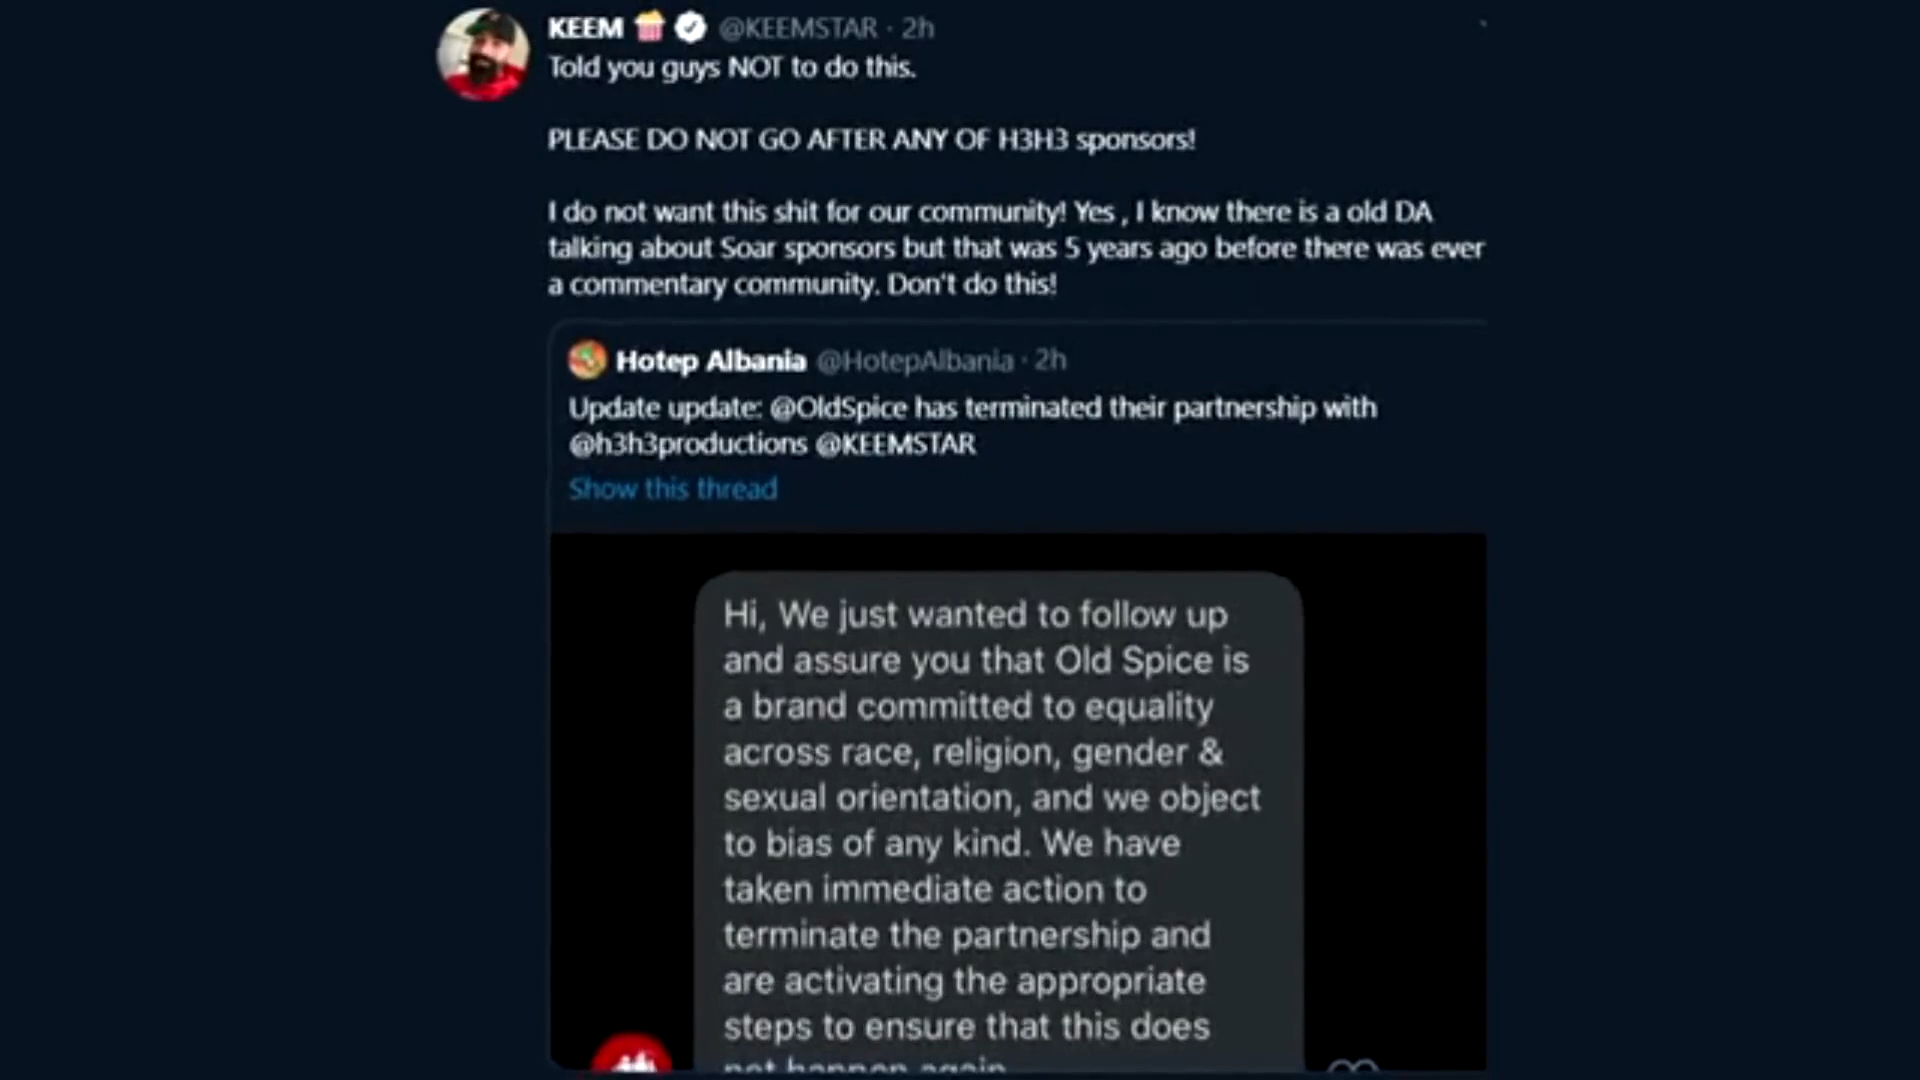 KEEM @KEEMSTAR · 2h
Told you guys NOT to do this.
PLEASE DO NOT GO AFTER ANY OF H3H3 sponsors!
I do not want this shit for our community! Yes , I know there is a old DA
talking about Soar sponsors but that was 5 years ago before there was ever
a commentary community. Don't do this!
Hotep Albania @HotepAlbania · 2h
Update update: @OldSpice has terminated their partnership with
@h3h3productions @KEEMSTAR
Show this thread
Hi, We just wanted to follow up
and assure you that Old Spice is
a brand committed to equality
across race, religion, gender &
sexual orientation, and we object
to bias of any kind. We have
taken immediate action to
terminate the partnership and
are activating the appropriate
steps to ensure that this does
not happen again